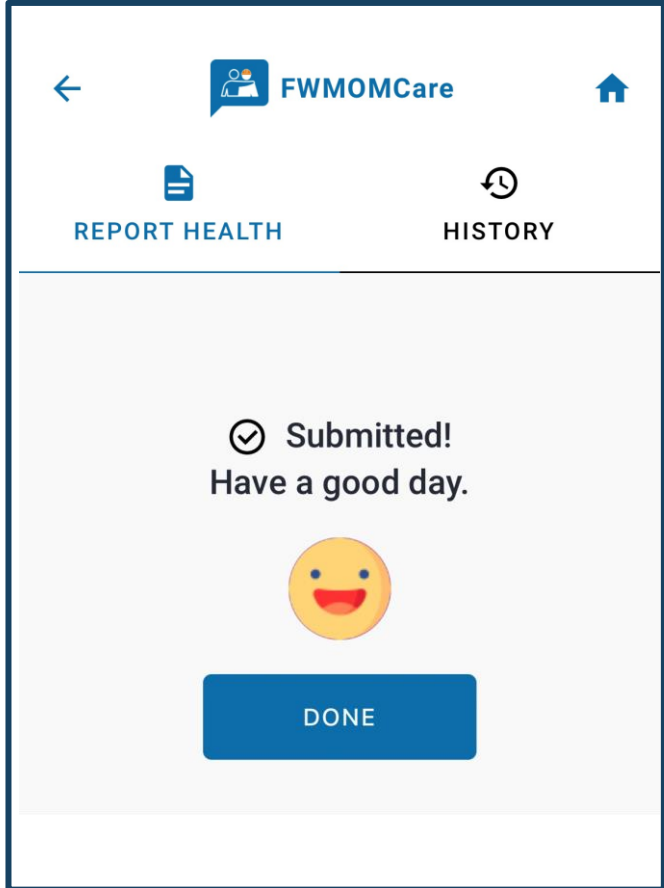 FWMOMCare
REPORT HEALTH
HISTORY
Submitted!
Have a good day.
DONE